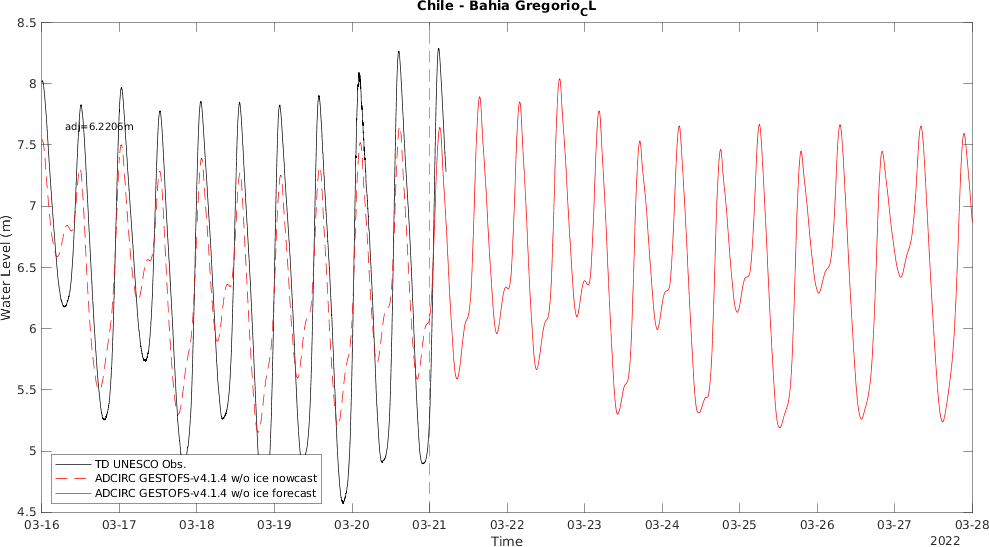 Chile - Bahia Gregorio_CL
8.5
8
7.5
7
6.5
6
5.5
5
4.5
Water Level (m)
adj=6.2206m
TD UNESCO Obs.
ADCIRC GESTOFS-v4.1.4 w/o ice nowcast
ADCIRC GESTOFS-v4.1.4 w/o ice forecast
03-16 03-17 03-18 03-19 03-20 03-21 03-22 03-23 03-24 03-25 03-26 03-27 03-28
Time
2022